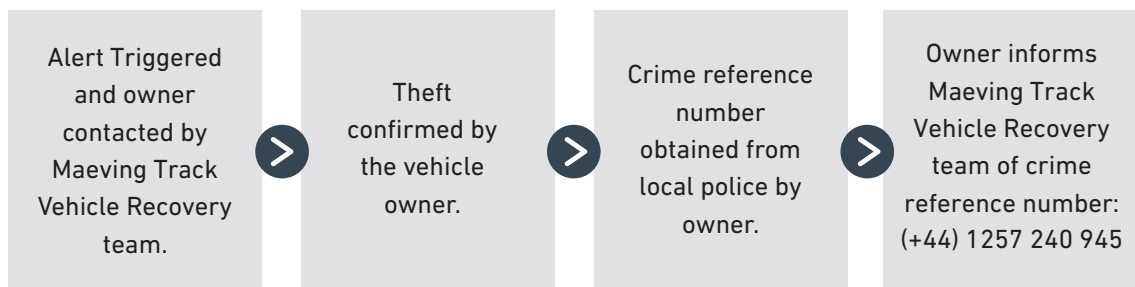 Alert Triggered
and owner
contacted by
Maeving Track
Vehicle Recovery
team.
Theft
confirmed by
the vehicle
owner.
Crime reference
number
obtained from
local police by
owner.
Owner informs
Maeving Track
Vehicle Recovery
team of crime
reference number:
(+44) 1257 240 945